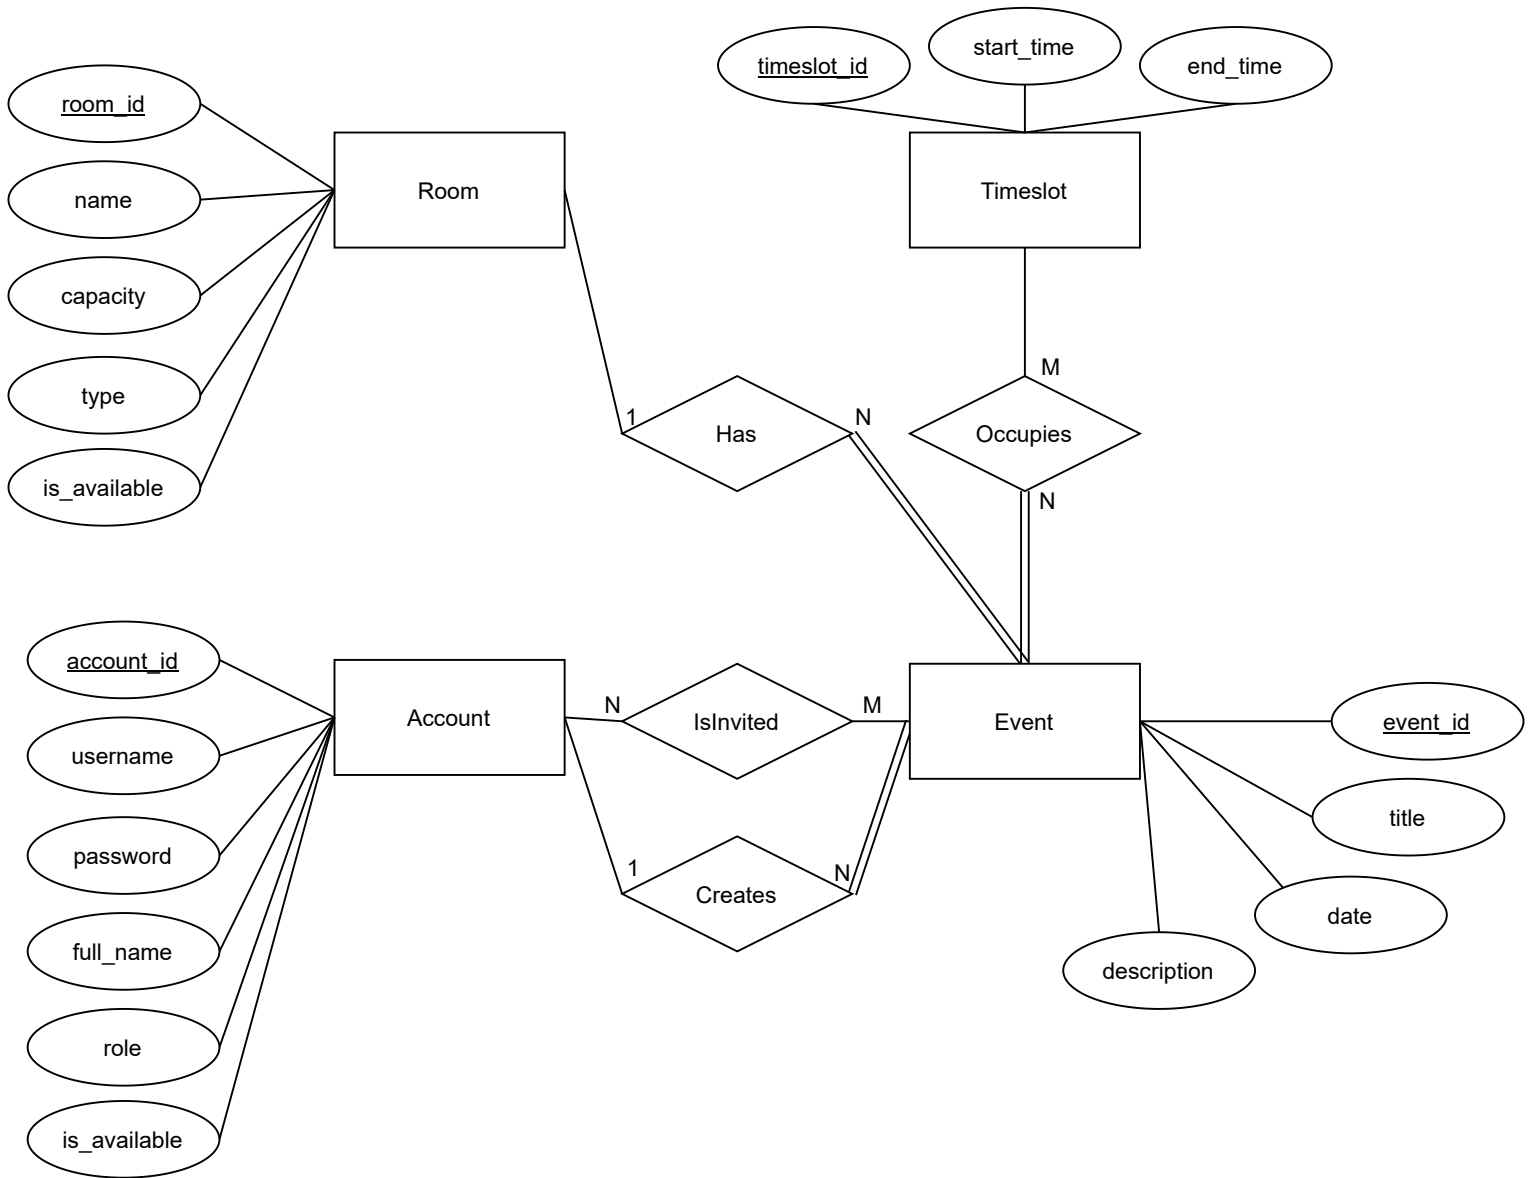 start_time
timeslot_id
end_time
room_id
name
capacity
type
is_available
Room
Timeslot
M
1
Has
N
Occupies
N
account_id
username
password
full_name
role
is_available
Account
N
IsInvited
M
Event
1
Creates
N
event_id
title
date
description